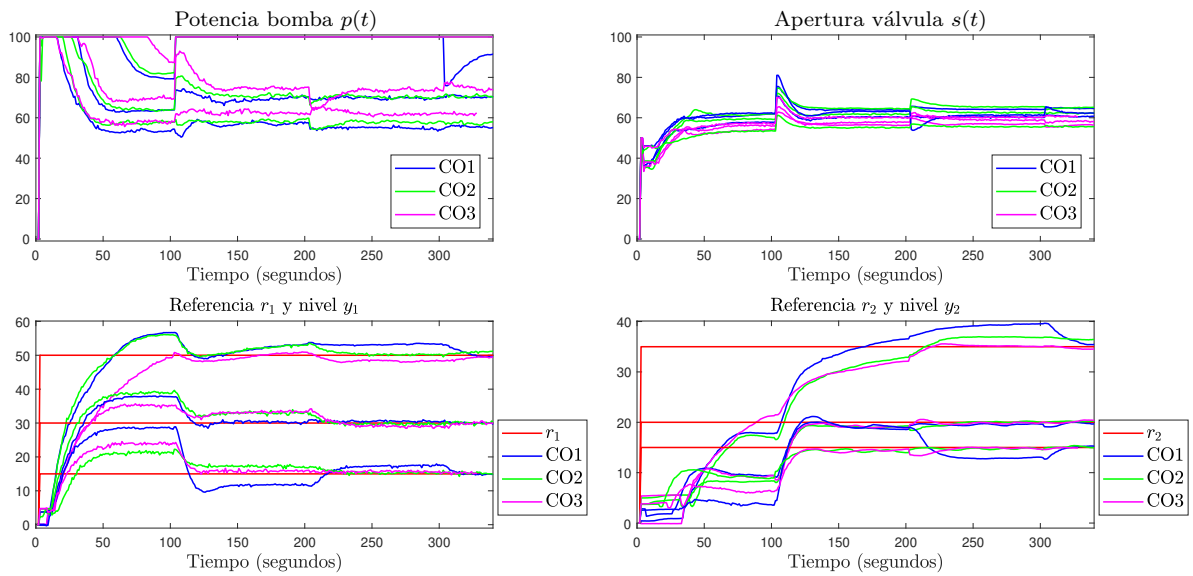 Potencia bomba p(t)
100
80
60
40
20
0
CO1
CO2
CO3
0 50 100 150 200 250 300
Tiempo (segundos)
Apertura válvula s(t)
100
80
60
40
20
0
CO1
CO2
CO3
0 50 100 150 200 250 300
Tiempo (segundos)
Referencia r₁ y nivel y₁
60
50
40
30
20
10
0
r₁
CO1
CO2
CO3
0 50 100 150 200 250 300
Tiempo (segundos)
Referencia r₂ y nivel y₂
40
30
20
10
0
r₂
CO1
CO2
CO3
0 50 100 150 200 250 300
Tiempo (segundos)